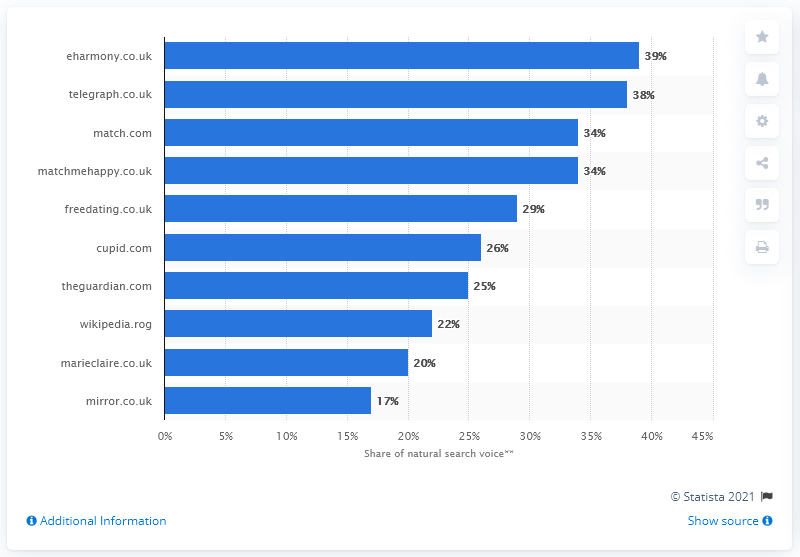 eharmony.co.uk 39%
telegraph.co.uk 38%
match.com 34%
matchmehappy.co.uk 34%
freedating.co.uk 29%
cupid.com 26%
theguardian.com 25%
wikipedia.rog 22%
marieclaire.co.uk 20%
mirror.co.uk 17%
0% 5% 10% 15% 20% 25% 30% 35% 40% 45%
Share of natural search voice**
© Statista 2021
Additional Information Show source